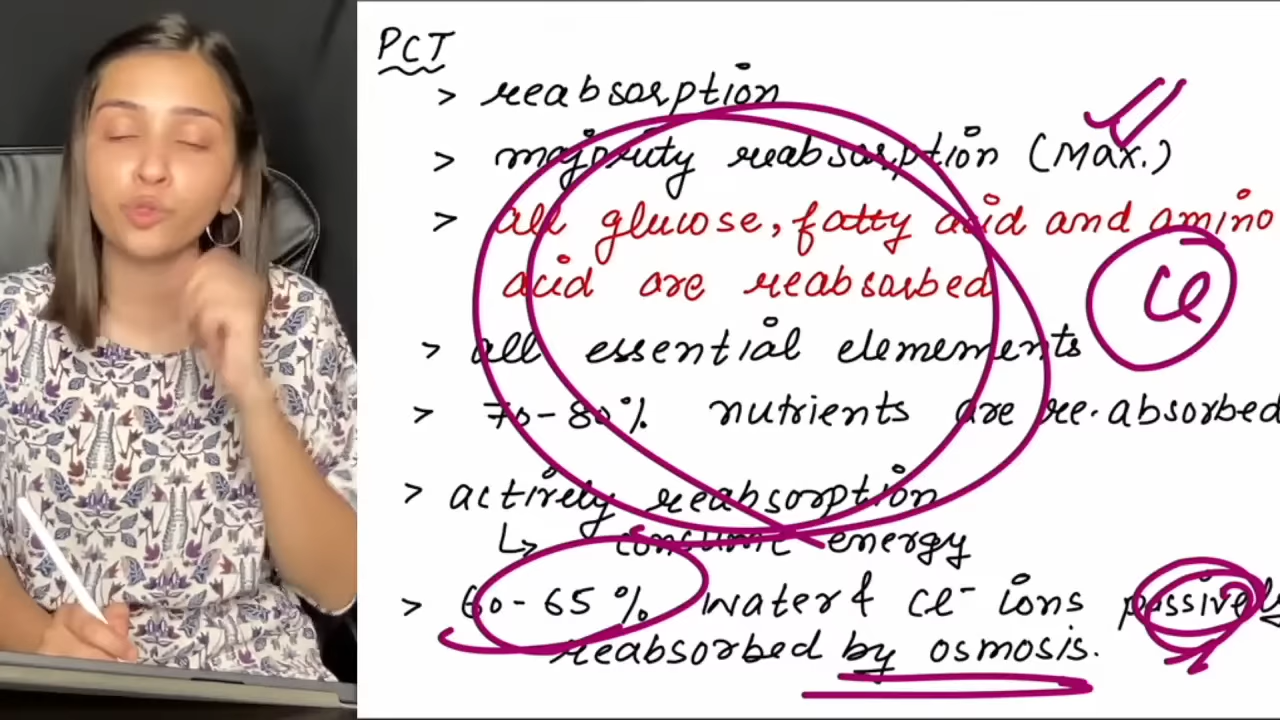 PCT
> reabsorption
> majority reabsorption (Max.)
> all glucose, fatty acid and amino
acid are reabsorbed
Cl
> all essential elemements
> 70-80% nutrients are re.absorbed
> actively reabsorption
↳ consume energy
> 60-65% water & Cl⁻ ions passively
reabsorbed by osmosis.